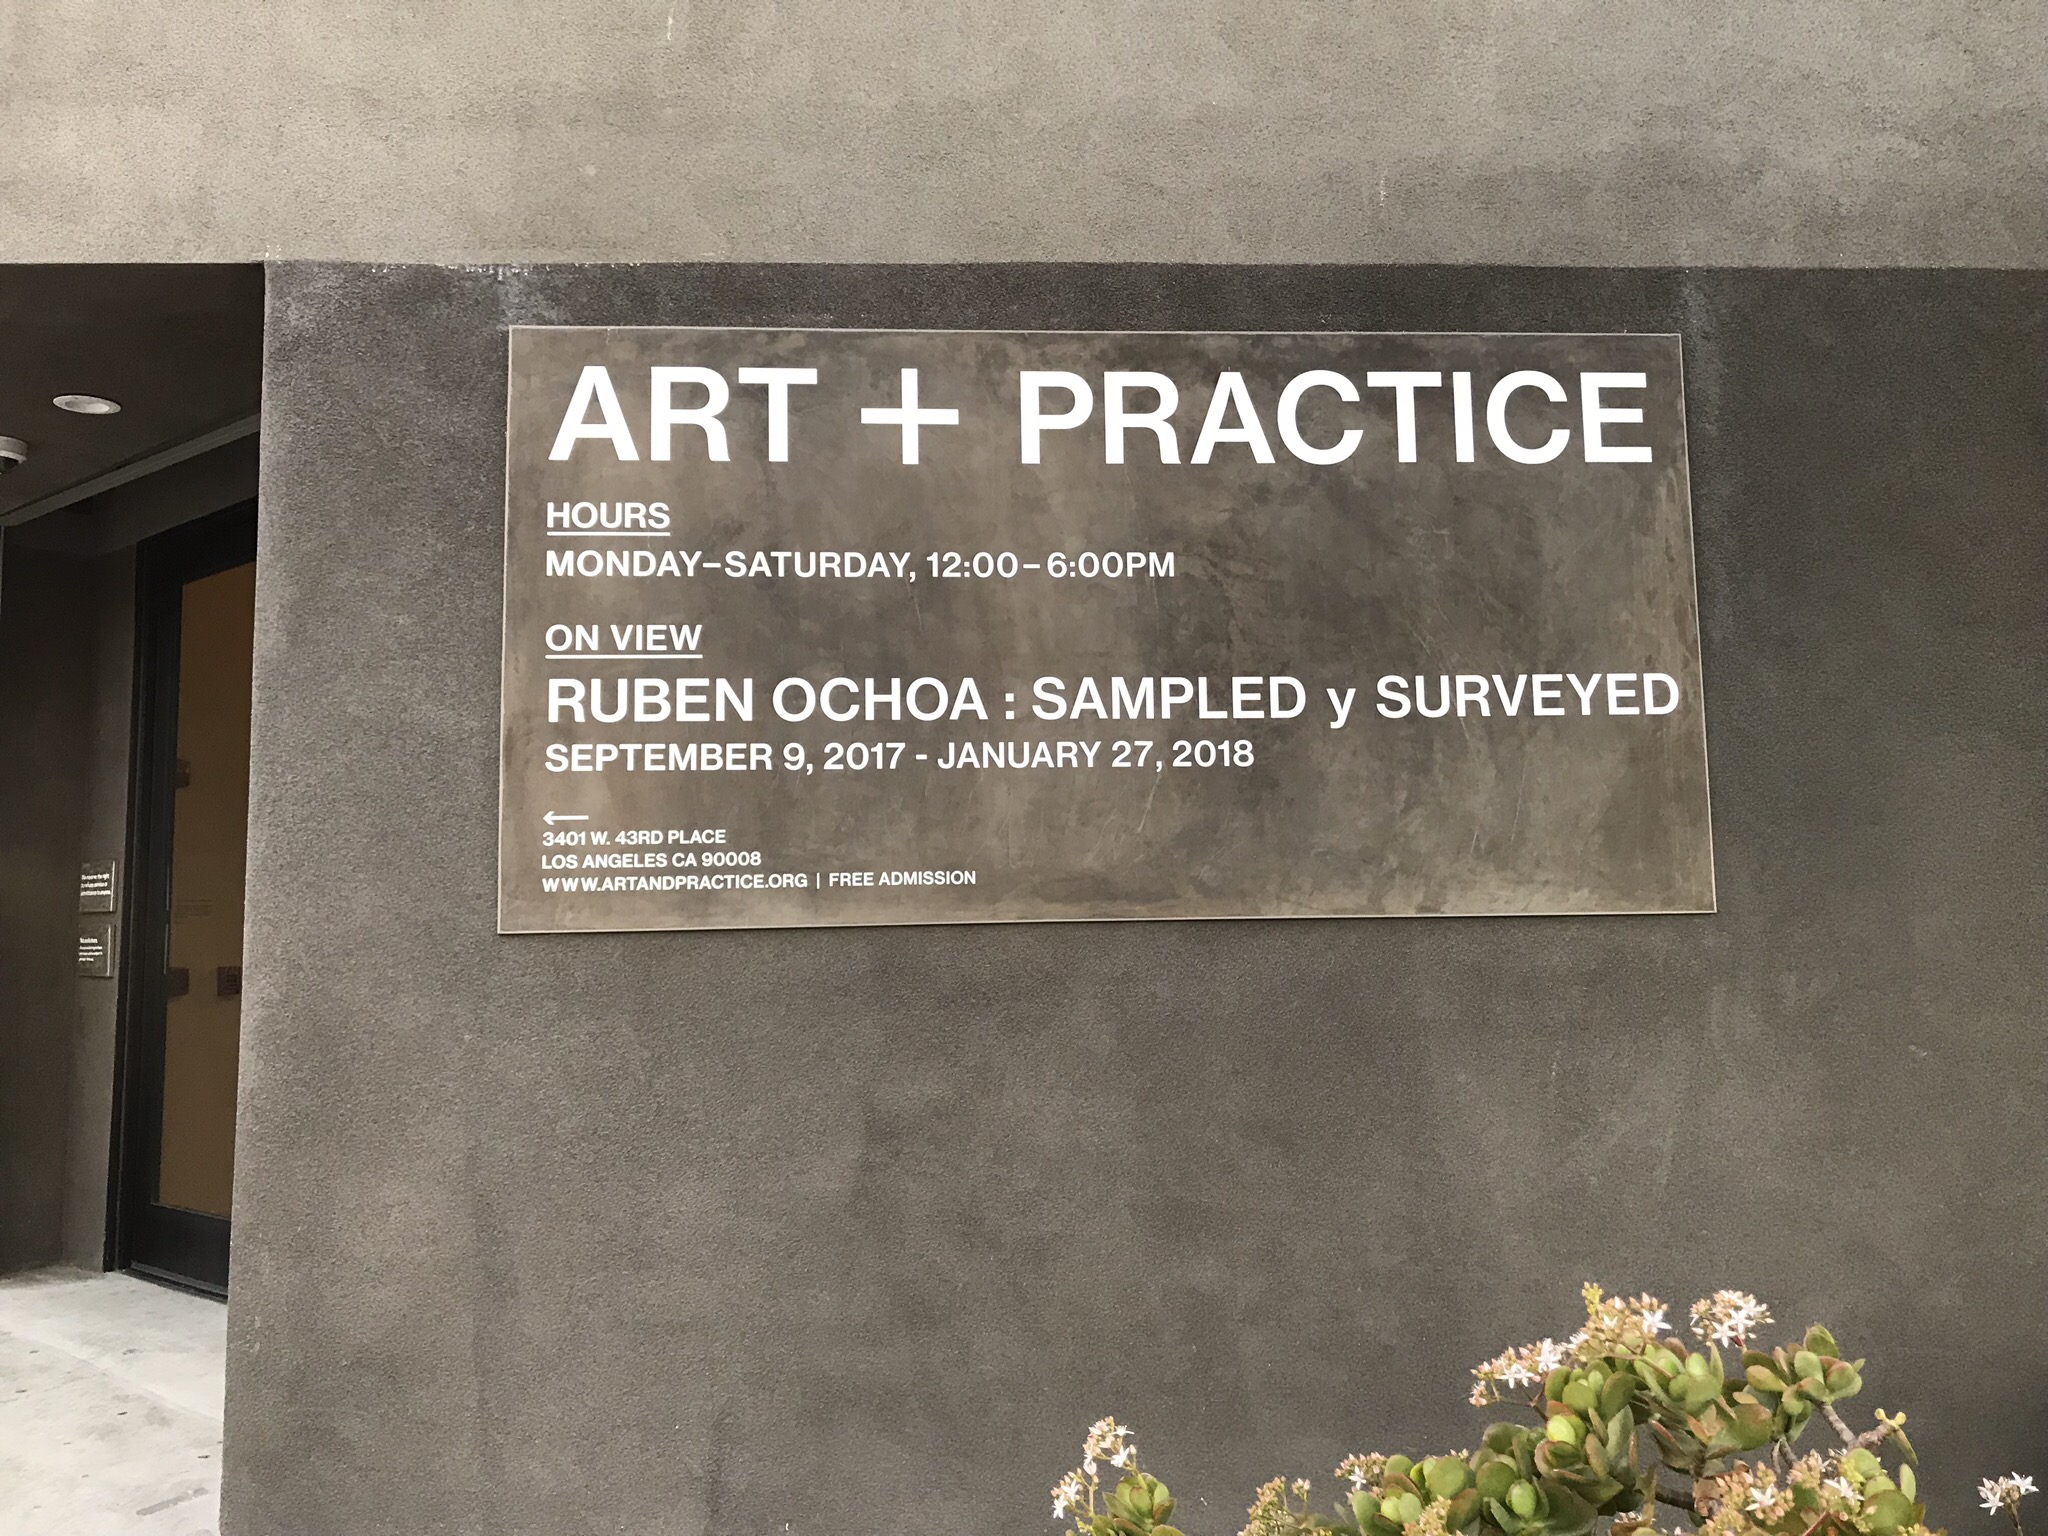 ART + PRACTICE
HOURS
MONDAY–SATURDAY, 12:00–6:00PM
ON VIEW
RUBEN OCHOA : SAMPLED y SURVEYED
SEPTEMBER 9, 2017 - JANUARY 27, 2018
←
3401 W. 43RD PLACE
LOS ANGELES CA 90008
WWW.ARTANDPRACTICE.ORG | FREE ADMISSION